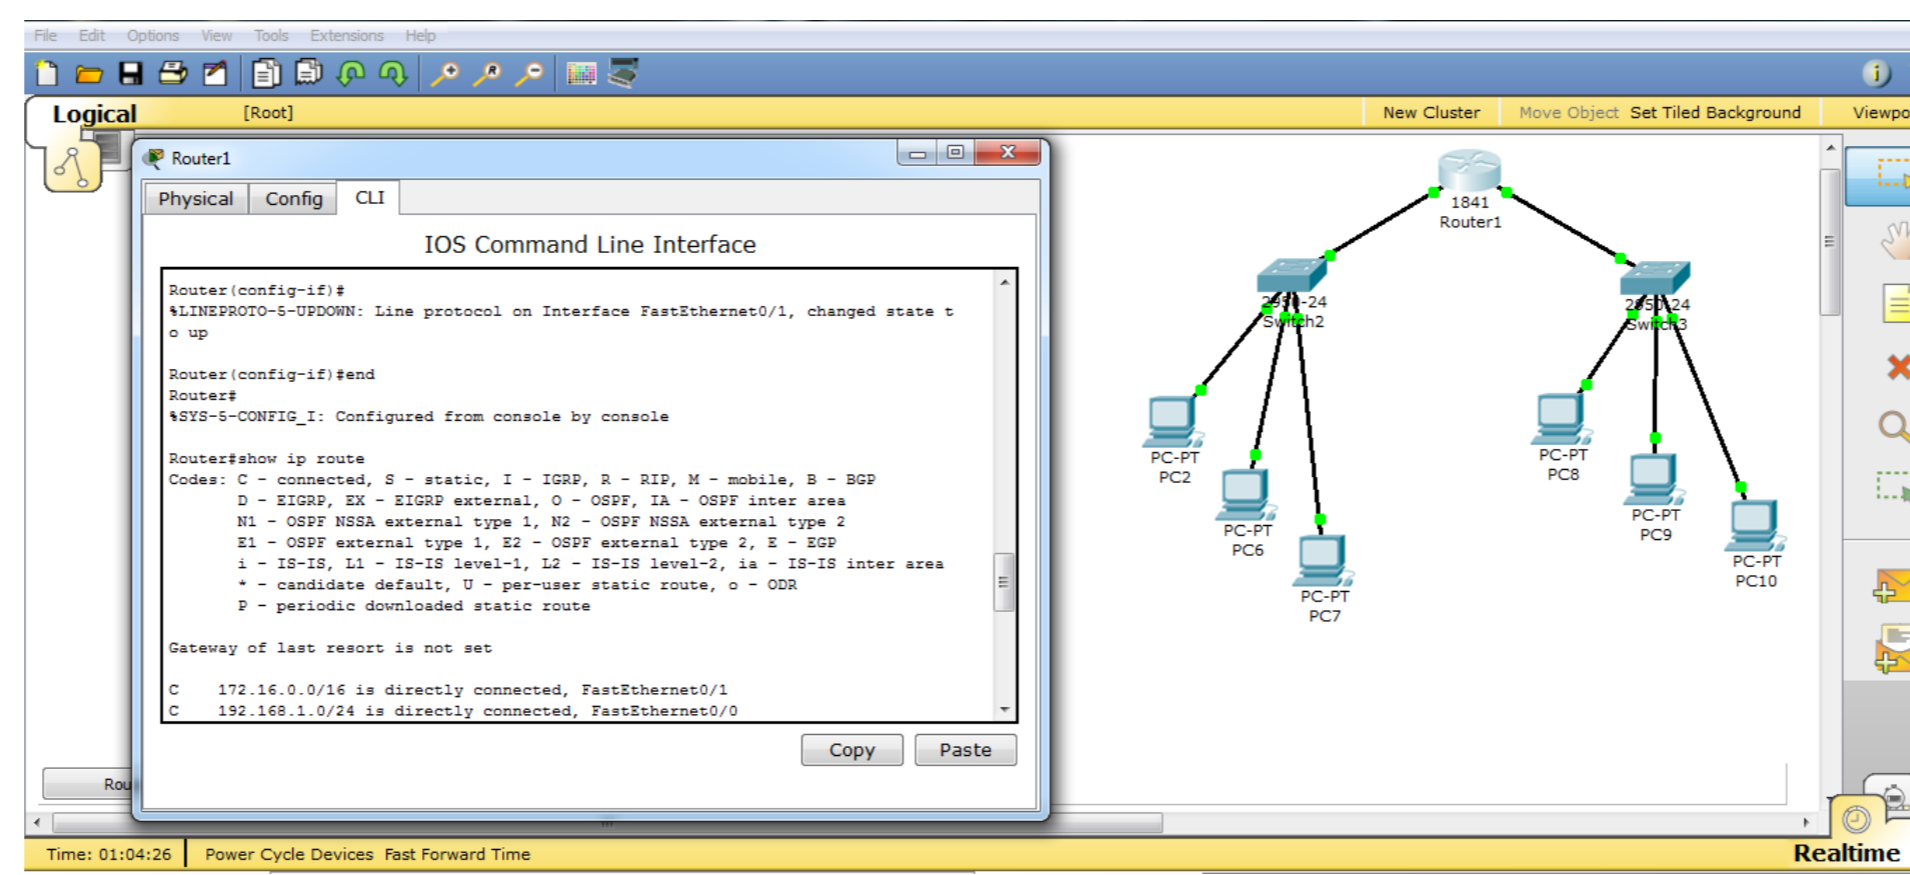 File Edit Options View Tools Extensions Help
Logical [Root] New Cluster Move Object Set Tiled Background Viewpo
Router1
Physical Config CLI
IOS Command Line Interface
Router(config-if)#
%LINEPROTO-5-UPDOWN: Line protocol on Interface FastEthernet0/1, changed state t
o up
Router(config-if)#end
Router#
%SYS-5-CONFIG_I: Configured from console by console
Router#show ip route
Codes: C - connected, S - static, I - IGRP, R - RIP, M - mobile, B - BGP
D - EIGRP, EX - EIGRP external, O - OSPF, IA - OSPF inter area
N1 - OSPF NSSA external type 1, N2 - OSPF NSSA external type 2
E1 - OSPF external type 1, E2 - OSPF external type 2, E - EGP
i - IS-IS, L1 - IS-IS level-1, L2 - IS-IS level-2, ia - IS-IS inter area
* - candidate default, U - per-user static route, o - ODR
P - periodic downloaded static route
Gateway of last resort is not set
C 172.16.0.0/16 is directly connected, FastEthernet0/1
C 192.168.1.0/24 is directly connected, FastEthernet0/0
Copy Paste
Rou
1841
Router1
2950-24
Switch2
2950-24
Switch3
PC-PT
PC2
PC-PT
PC6
PC-PT
PC7
PC-PT
PC8
PC-PT
PC9
PC-PT
PC10
Time: 01:04:26 Power Cycle Devices Fast Forward Time Realtime